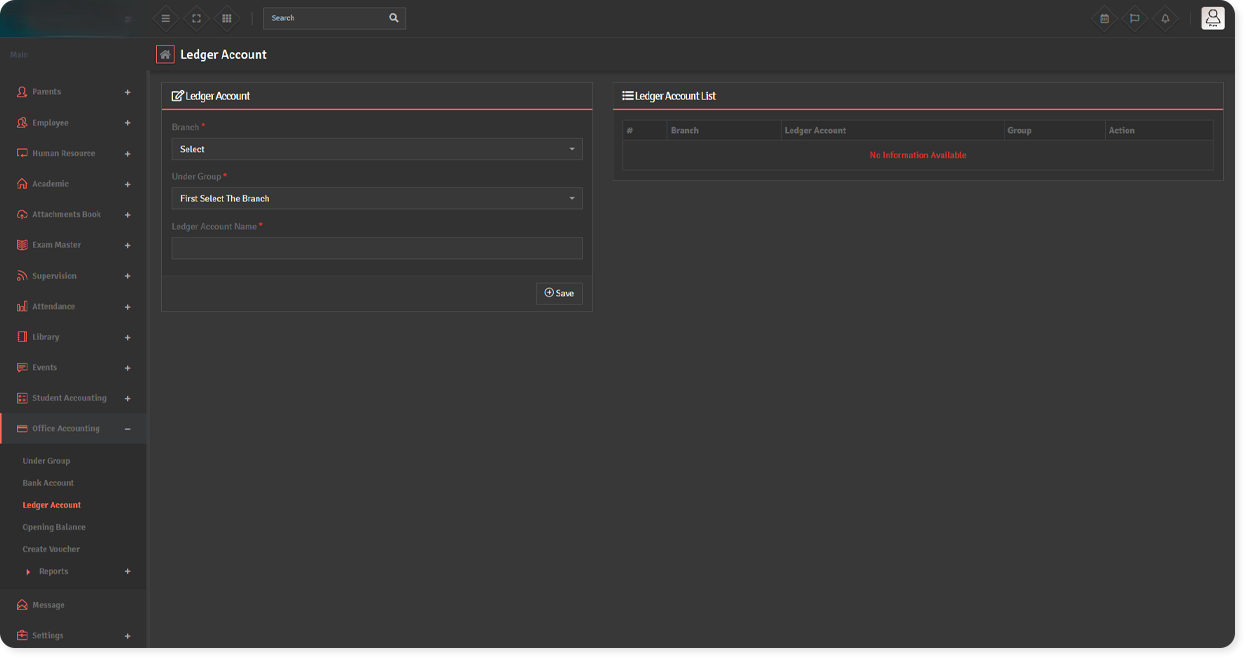 Search
Main
Ledger Account
Parents +
Employee +
Human Resource +
Academic +
Attachments Book +
Exam Master +
Supervision +
Attendance +
Library +
Events +
Student Accounting +
Office Accounting −
Under Group
Bank Account
Ledger Account
Opening Balance
Create Voucher
Reports +
Message
Settings +
Ledger Account
Branch *
Select
Under Group *
First Select The Branch
Ledger Account Name *
Save
Ledger Account List
# Branch Ledger Account Group Action
No Information Available